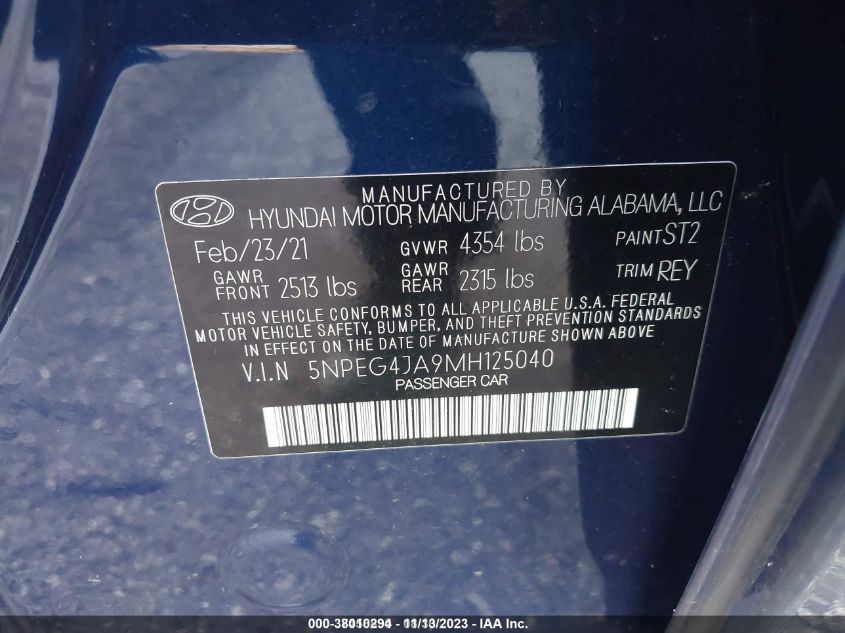 MANUFACTURED BY
HYUNDAI MOTOR MANUFACTURING ALABAMA, LLC
Feb/23/21 GVWR 4354 lbs PAINT ST2
GAWR FRONT 2513 lbs GAWR REAR 2315 lbs TRIM REY
THIS VEHICLE CONFORMS TO ALL APPLICABLE U.S.A. FEDERAL
MOTOR VEHICLE SAFETY, BUMPER, AND THEFT PREVENTION STANDARDS
IN EFFECT ON THE DATE OF MANUFACTURE SHOWN ABOVE
V.I.N 5NPEG4JA9MH125040
PASSENGER CAR
000-38010294 - 11/13/2023 - iaai.com